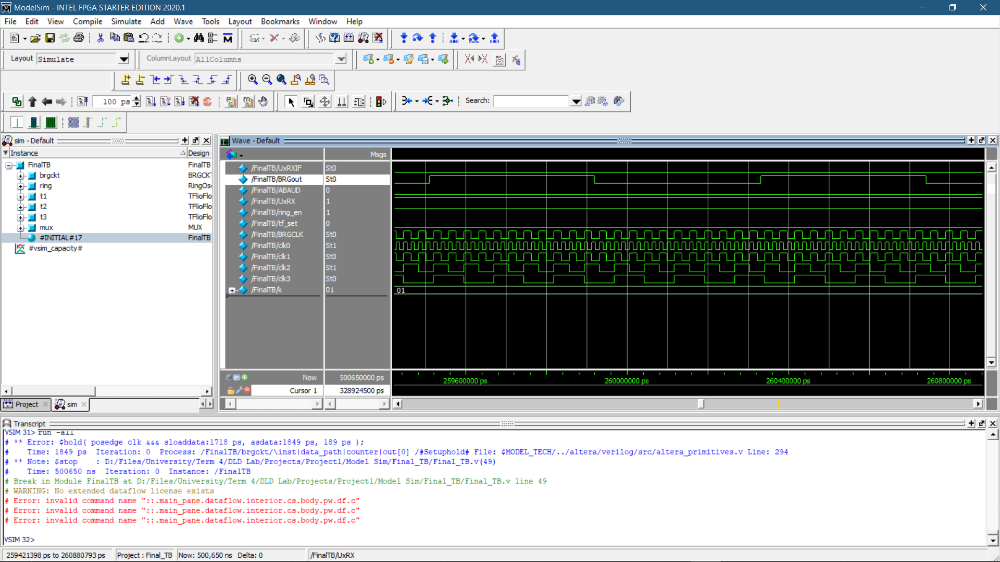 ModelSim - INTEL FPGA STARTER EDITION 2020.1
File Edit View Compile Simulate Add Wave Tools Layout Bookmarks Window Help
Layout Simulate ColumnLayout AllColumns
100 ps Search:
sim - Default
Instance Design
FinalTB FinalTB
brgckt BRGCKT
ring RingOsc
t1 TFlioFlo
t2 TFlioFlo
t3 TFlioFlo
mux MUX
#INITIAL#17 FinalTB
#vsim_capacity#
Project sim
Wave - Default
Msgs
/FinalTB/UxRXIF St0
/FinalTB/BRGout St0
/FinalTB/ABAUD 0
/FinalTB/UxRX 1
/FinalTB/ring_en 1
/FinalTB/tf_set 0
/FinalTB/BRGCLK St0
/FinalTB/clk0 St1
/FinalTB/clk1 St0
/FinalTB/clk2 St1
/FinalTB/clk3 St0
/FinalTB/k 01 01
Now 500650000 ps 259600000 ps 260000000 ps 260400000 ps 260800000 ps
Cursor 1 328924500 ps
Transcript
VSIM 31> run -all
# ** Error: $hold( posedge clk &&& sloaddata:1718 ps, asdata:1849 ps, 189 ps );
#    Time: 1849 ps  Iteration: 0  Process: /FinalTB/brgckt/\inst|data_path|counter|out[0] /#Setuphold# File: $MODEL_TECH/../altera/verilog/src/altera_primitives.v Line: 294
# ** Note: $stop    : D:/Files/University/Term 4/DLD Lab/Projects/Project1/Model Sim/Final_TB/Final_TB.v(49)
#    Time: 500650 ns  Iteration: 0  Instance: /FinalTB
# Break in Module FinalTB at D:/Files/University/Term 4/DLD Lab/Projects/Project1/Model Sim/Final_TB/Final_TB.v line 49
# WARNING: No extended dataflow license exists
# Error: invalid command name "::.main_pane.dataflow.interior.cs.body.pw.df.c"
# Error: invalid command name "::.main_pane.dataflow.interior.cs.body.pw.df.c"
# Error: invalid command name "::.main_pane.dataflow.interior.cs.body.pw.df.c"
VSIM 32>
259421398 ps to 260880793 ps Project : Final_TB Now: 500,650 ns Delta: 0 /FinalTB/UxRX